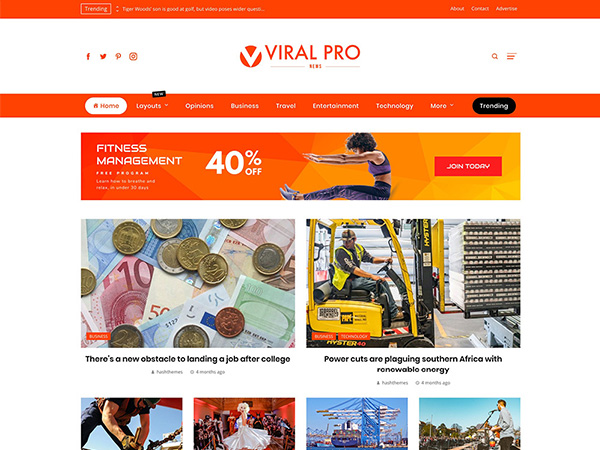 Trending Tiger Woods' son is good at golf, but video poses wider questi... About Contact Advertise
VIRAL PRO
NEWS
NEW
Home Layouts Opinions Business Travel Entertainment Technology More Trending
FITNESS
MANAGEMENT
FREE PROGRAM
Learn how to breathe and
relax, in under 30 days
40% OFF
JOIN TODAY
BUSINESS
There's a new obstacle to landing a job after college
hashthemes 4 months ago
HYSTER
HYSTER
BUSINESS TECHNOLOGY
Power cuts are plaguing southern Africa with
renewable energy
hashthemes 4 months ago